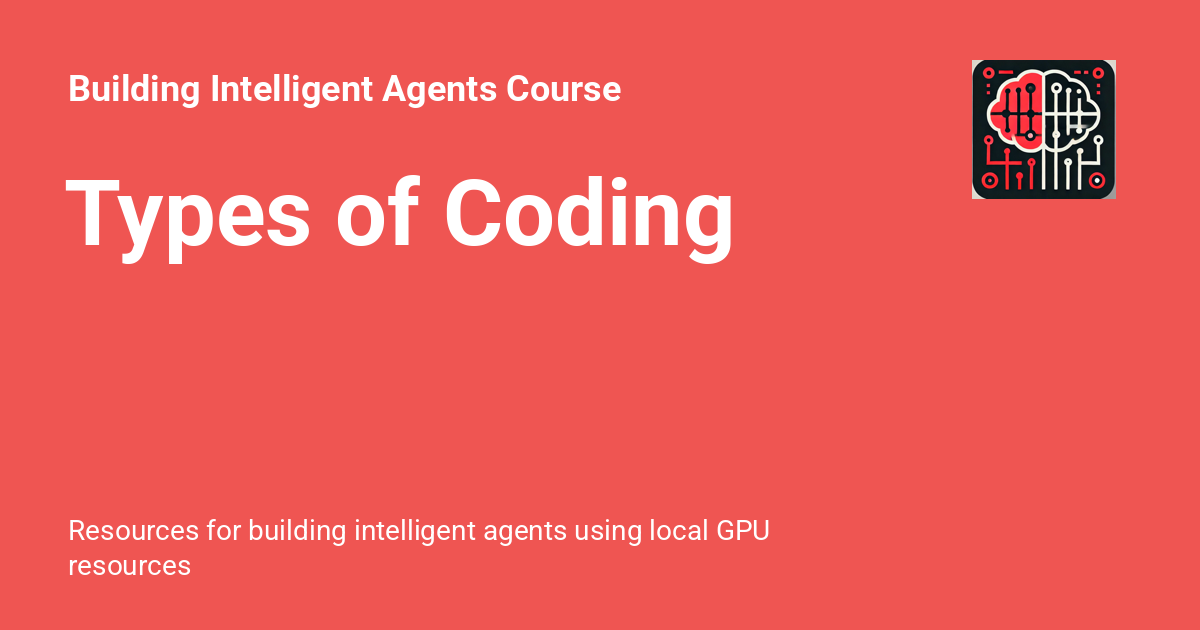 Building Intelligent Agents Course
Types of Coding
Resources for building intelligent agents using local GPU
resources